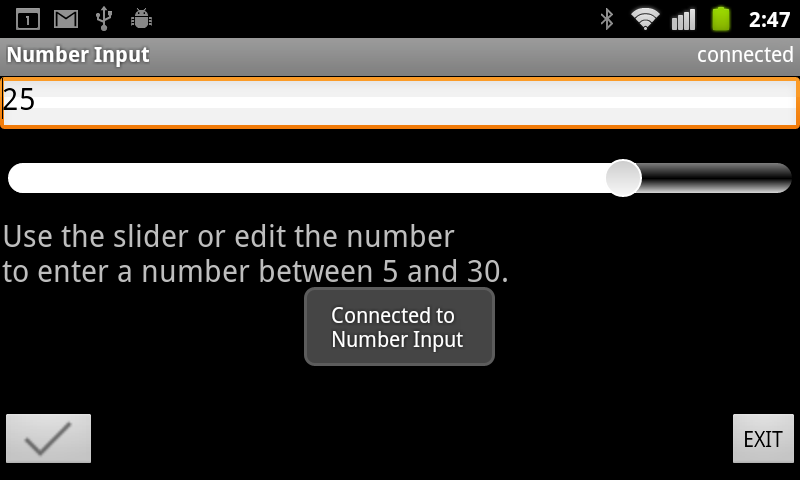 1 2:47
Number Input connected
25
Use the slider or edit the number
to enter a number between 5 and 30.
Connected to
Number Input
EXIT